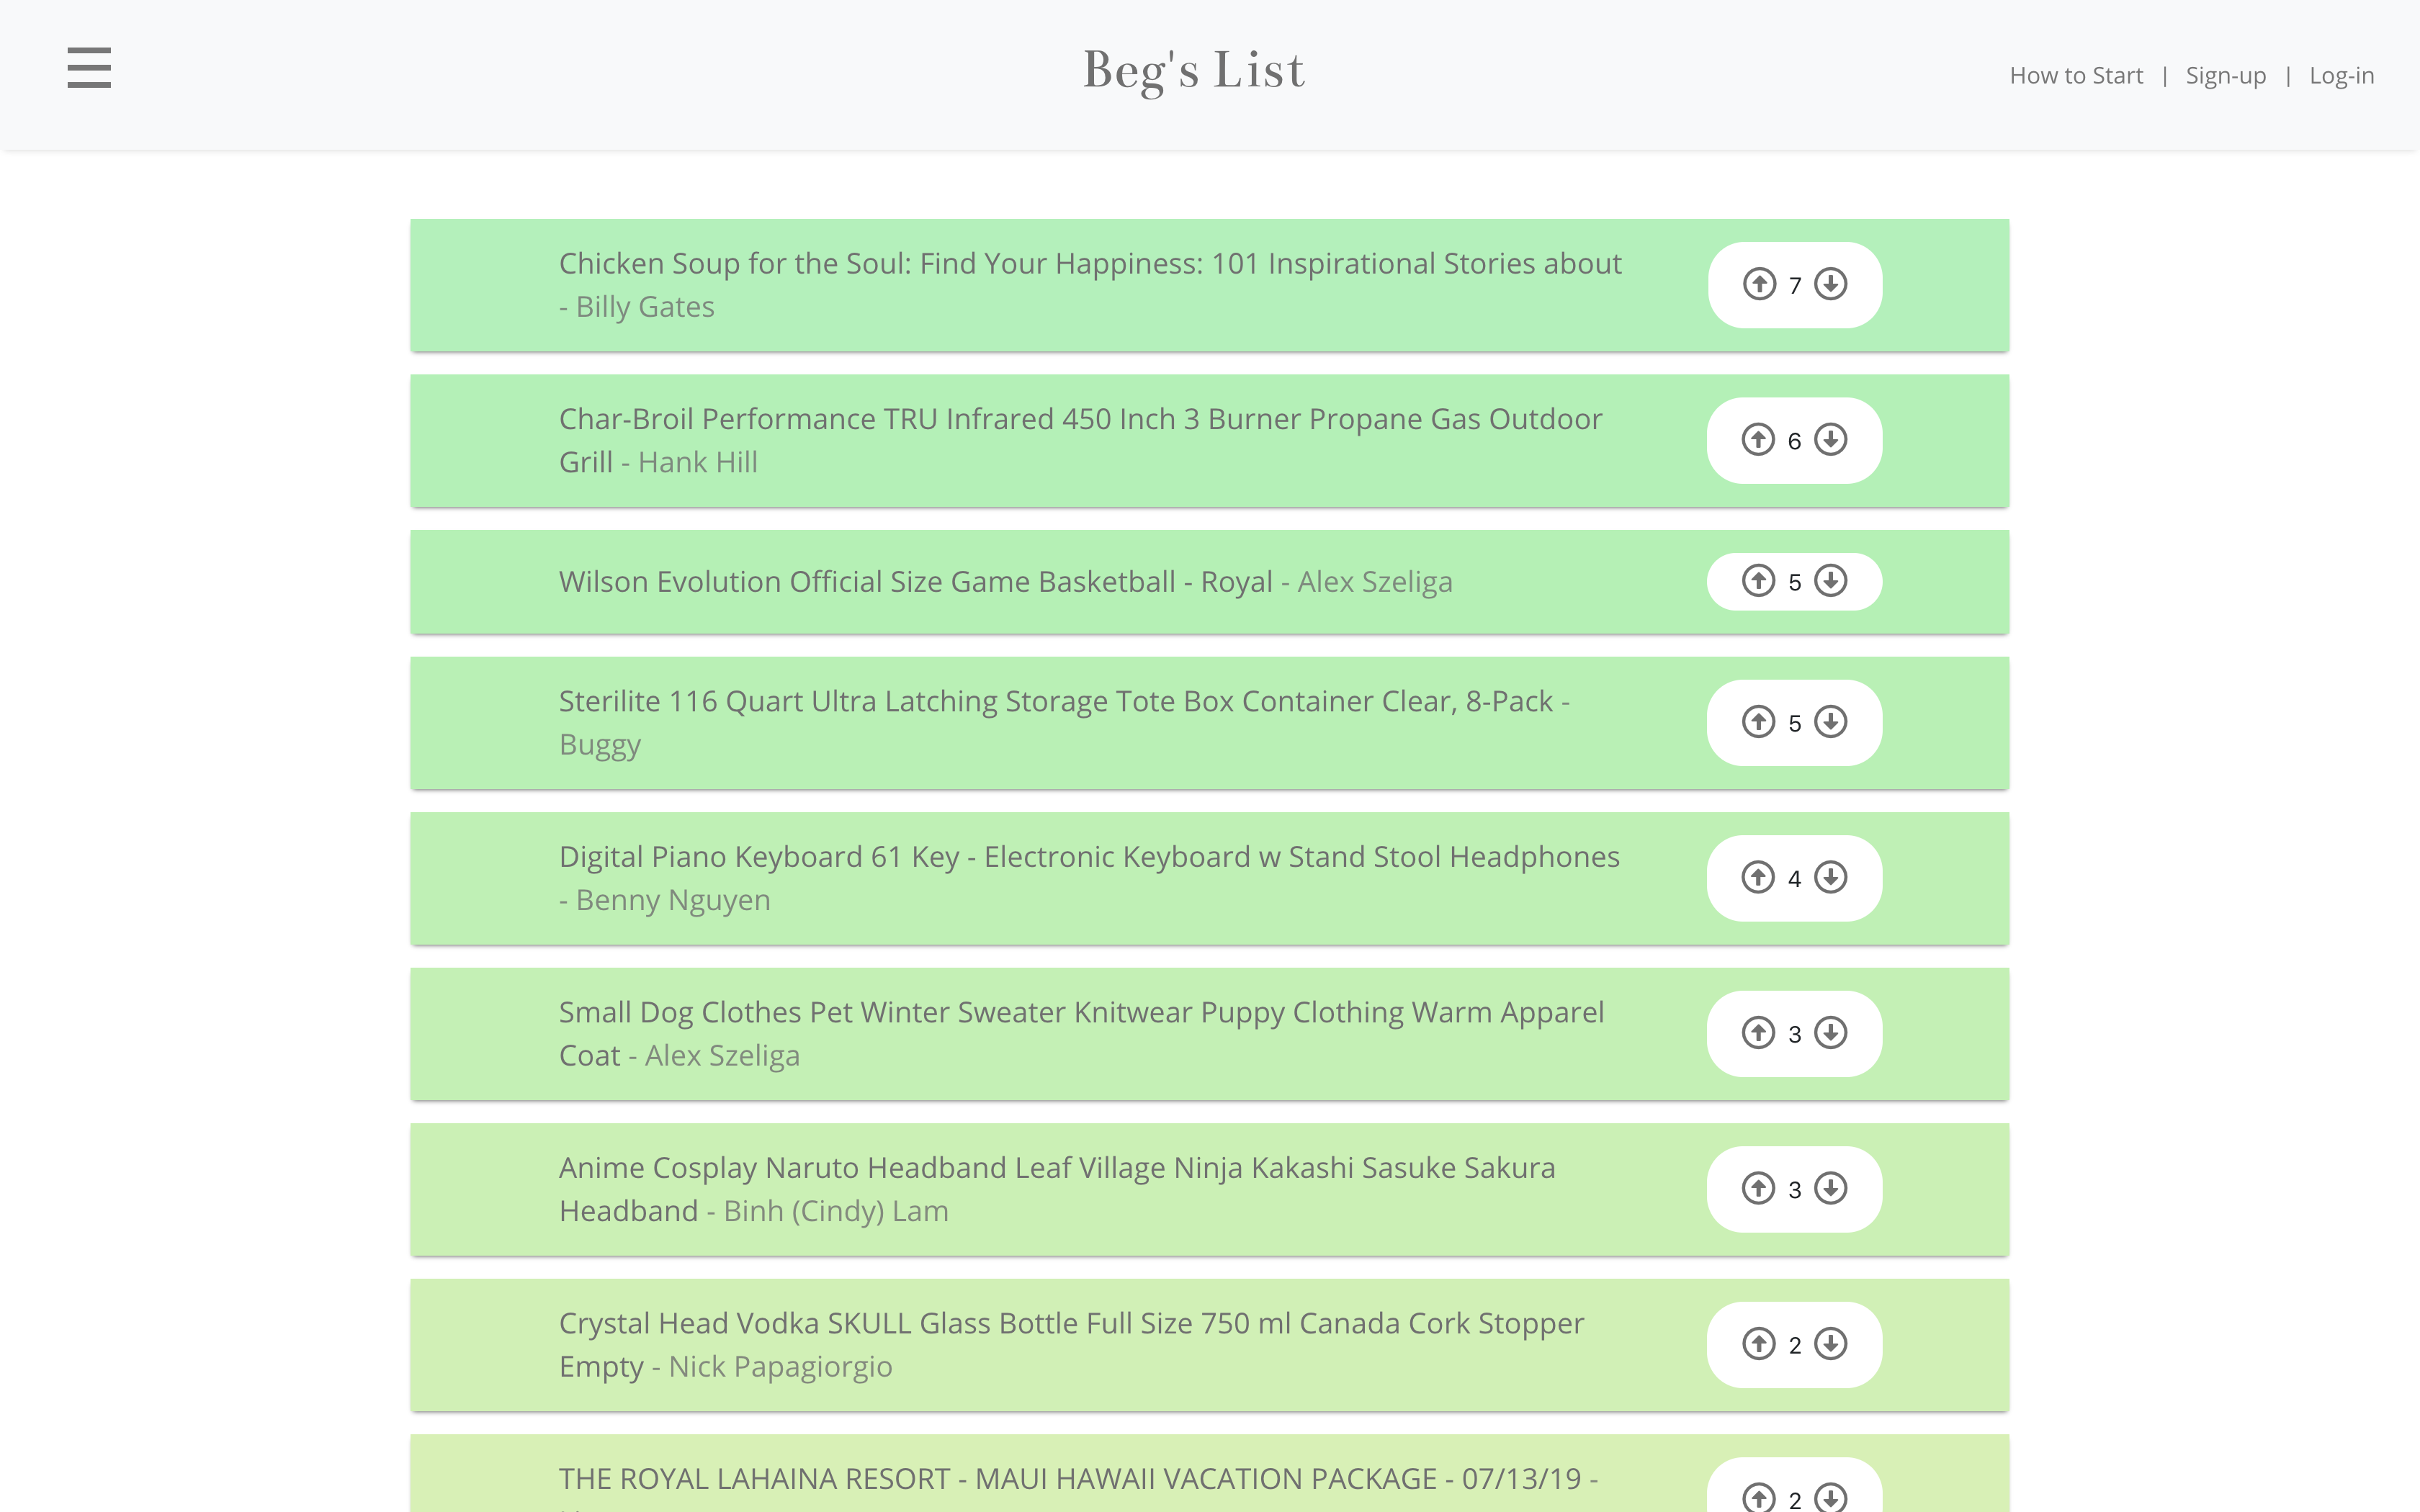 Beg's List
How to Start | Sign-up | Log-in
Chicken Soup for the Soul: Find Your Happiness: 101 Inspirational Stories about
- Billy Gates
7
Char-Broil Performance TRU Infrared 450 Inch 3 Burner Propane Gas Outdoor
Grill - Hank Hill
6
Wilson Evolution Official Size Game Basketball - Royal - Alex Szeliga
5
Sterilite 116 Quart Ultra Latching Storage Tote Box Container Clear, 8-Pack -
Buggy
5
Digital Piano Keyboard 61 Key - Electronic Keyboard w Stand Stool Headphones
- Benny Nguyen
4
Small Dog Clothes Pet Winter Sweater Knitwear Puppy Clothing Warm Apparel
Coat - Alex Szeliga
3
Anime Cosplay Naruto Headband Leaf Village Ninja Kakashi Sasuke Sakura
Headband - Binh (Cindy) Lam
3
Crystal Head Vodka SKULL Glass Bottle Full Size 750 ml Canada Cork Stopper
Empty - Nick Papagiorgio
2
THE ROYAL LAHAINA RESORT - MAUI HAWAII VACATION PACKAGE - 07/13/19 -
2